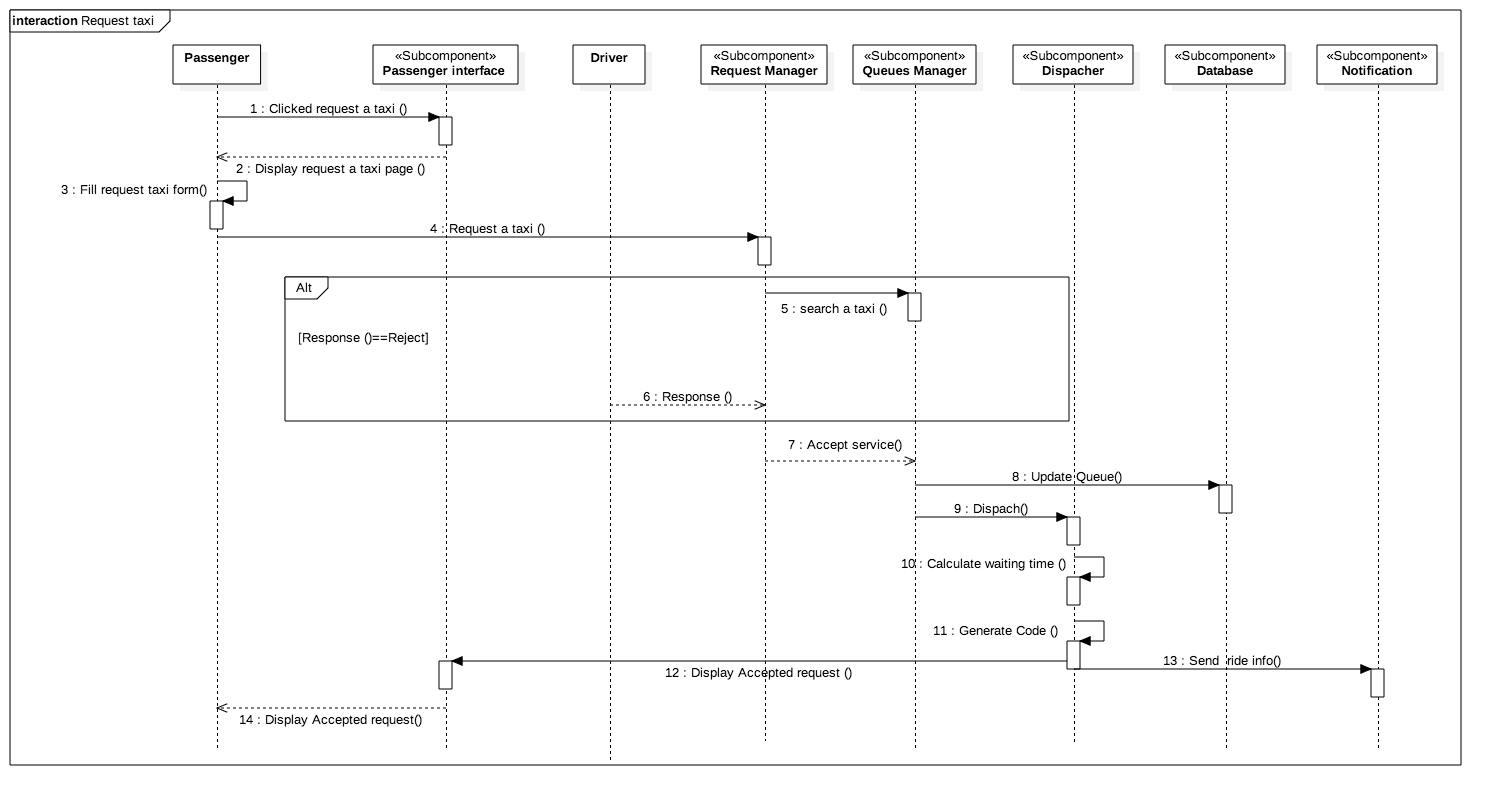 interaction Request taxi
Passenger
«Subcomponent»
Passenger interface
Driver
«Subcomponent»
Request Manager
«Subcomponent»
Queues Manager
«Subcomponent»
Dispacher
«Subcomponent»
Database
«Subcomponent»
Notification
1 : Clicked request a taxi ()
2 : Display request a taxi page ()
3 : Fill request taxi form()
4 : Request a taxi ()
Alt
5 : search a taxi ()
[Response ()==Reject]
6 : Response ()
7 : Accept service()
8 : Update Queue()
9 : Dispach()
10 : Calculate waiting time ()
11 : Generate Code ()
12 : Display Accepted request ()
13 : Send  ride info()
14 : Display Accepted request()